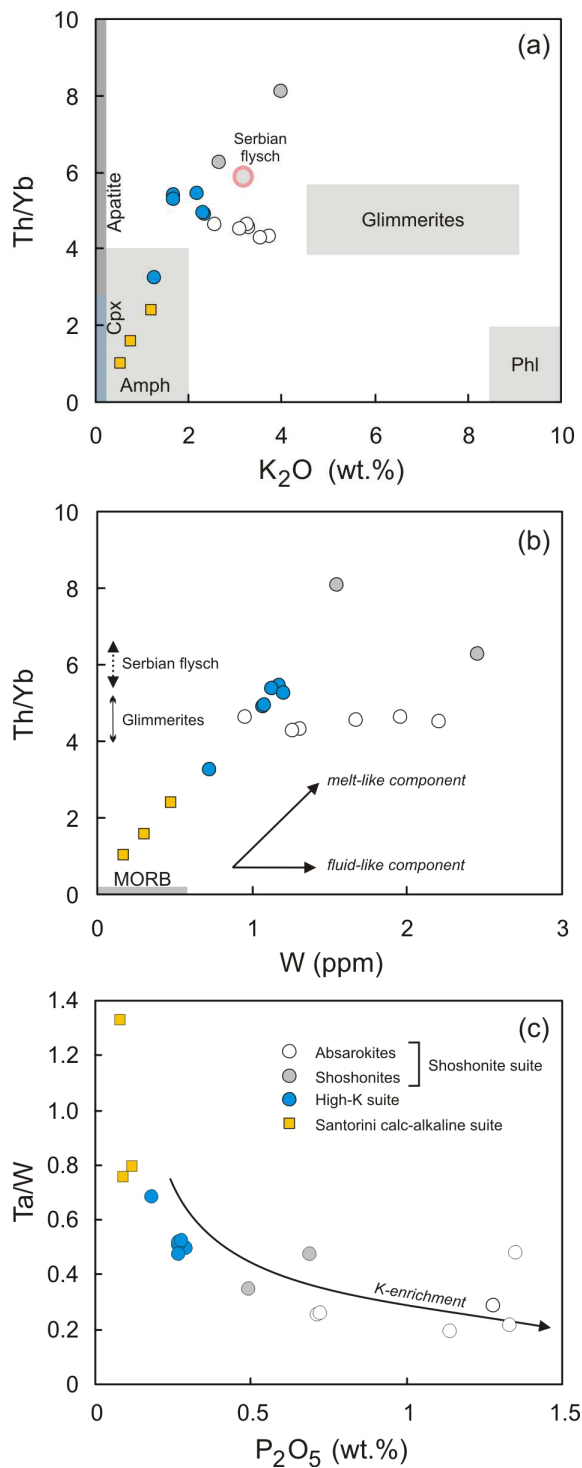 (a)
10
8
6
4
2
0
Th/Yb
Apatite
Cpx
Amph
Serbian
flysch
Glimmerites
Phl
0 2 4 6 8 10
K2O (wt.%)
(b)
10
8
6
4
2
0
Th/Yb
Serbian flysch
Glimmerites
melt-like component
fluid-like component
MORB
0 1 2 3
W (ppm)
(c)
1.4
1.2
1.0
0.8
0.6
0.4
0.2
0
Ta/W
Absarokites
Shoshonites
Shoshonite suite
High-K suite
Santorini calc-alkaline suite
K-enrichment
0 0.5 1 1.5
P2O5 (wt.%)